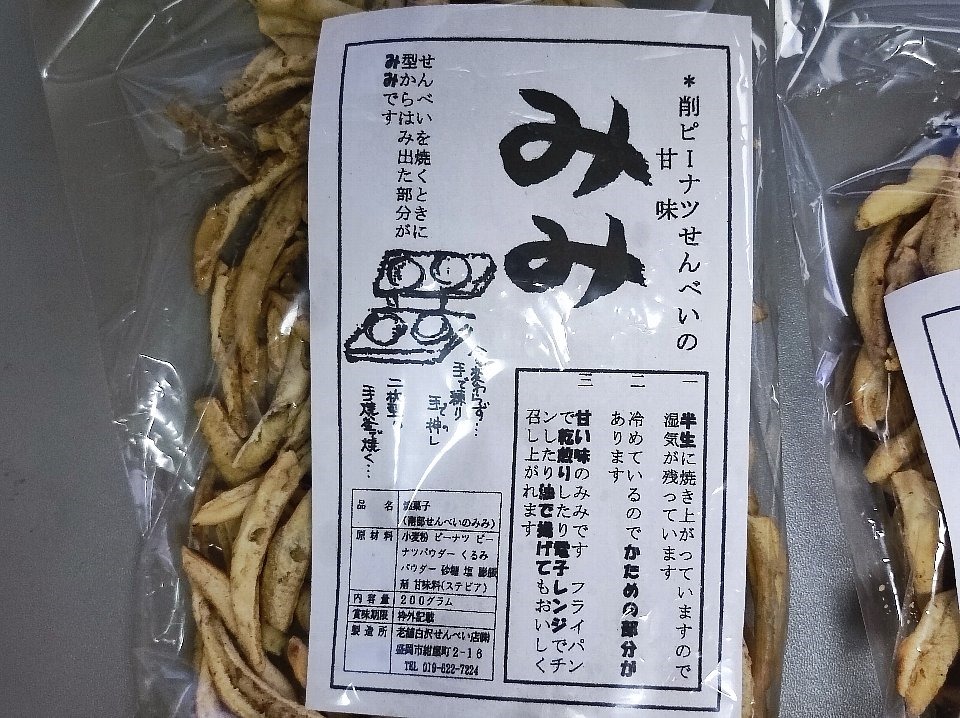 *削ピーナツせんべいの
甘味
みみ
せんべいを焼くときに
型からはみ出た部分が
みみです
手で練り
手で押し
手焼釜で焼く…
一 半生に焼き上がっていますので
湿気が残っています
二 冷めているのでかための部分が
あります
三 甘い味のみみです フライパン
で乾煎りしたり電子レンジでチ
ンしたり油で揚げてもおいしく
召し上がれます
品名 油菓子
(南部せんべいのみみ)
原材料 小麦粉 ピーナツ ピー
ナツパウダー くるみ
パウダー 砂糖 塩 膨脹
剤 甘味料(ステビア)
内容量 200グラム
賞味期限 枠外記載
製造所 老舗白沢せんべい店㈱
盛岡市紺屋町2-16
TEL 019-622-7224